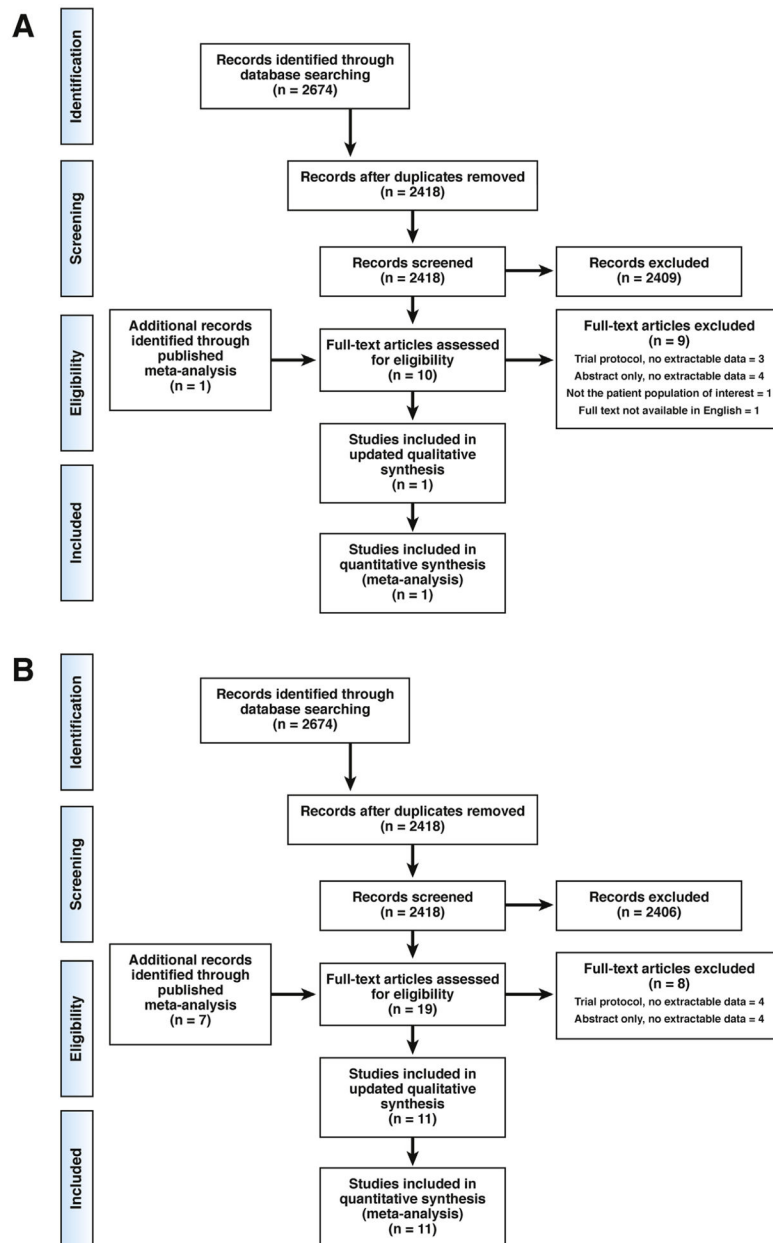 A
Identification
Records identified through
database searching
(n = 2674)
Screening
Records after duplicates removed
(n = 2418)
Records screened
(n = 2418)
Records excluded
(n = 2409)
Eligibility
Additional records
identified through
published
meta-analysis
(n = 1)
Full-text articles assessed
for eligibility
(n = 10)
Full-text articles excluded
(n = 9)
Trial protocol, no extractable data = 3
Abstract only, no extractable data = 4
Not the patient population of interest = 1
Full text not available in English = 1
Studies included in
updated qualitative
synthesis
(n = 1)
Included
Studies included in
quantitative synthesis
(meta-analysis)
(n = 1)
B
Identification
Records identified through
database searching
(n = 2674)
Screening
Records after duplicates removed
(n = 2418)
Records screened
(n = 2418)
Records excluded
(n = 2406)
Eligibility
Additional records
identified through
published
meta-analysis
(n = 7)
Full-text articles assessed
for eligibility
(n = 19)
Full-text articles excluded
(n = 8)
Trial protocol, no extractable data = 4
Abstract only, no extractable data = 4
Studies included in
updated qualitative
synthesis
(n = 11)
Included
Studies included in
quantitative synthesis
(meta-analysis)
(n = 11)